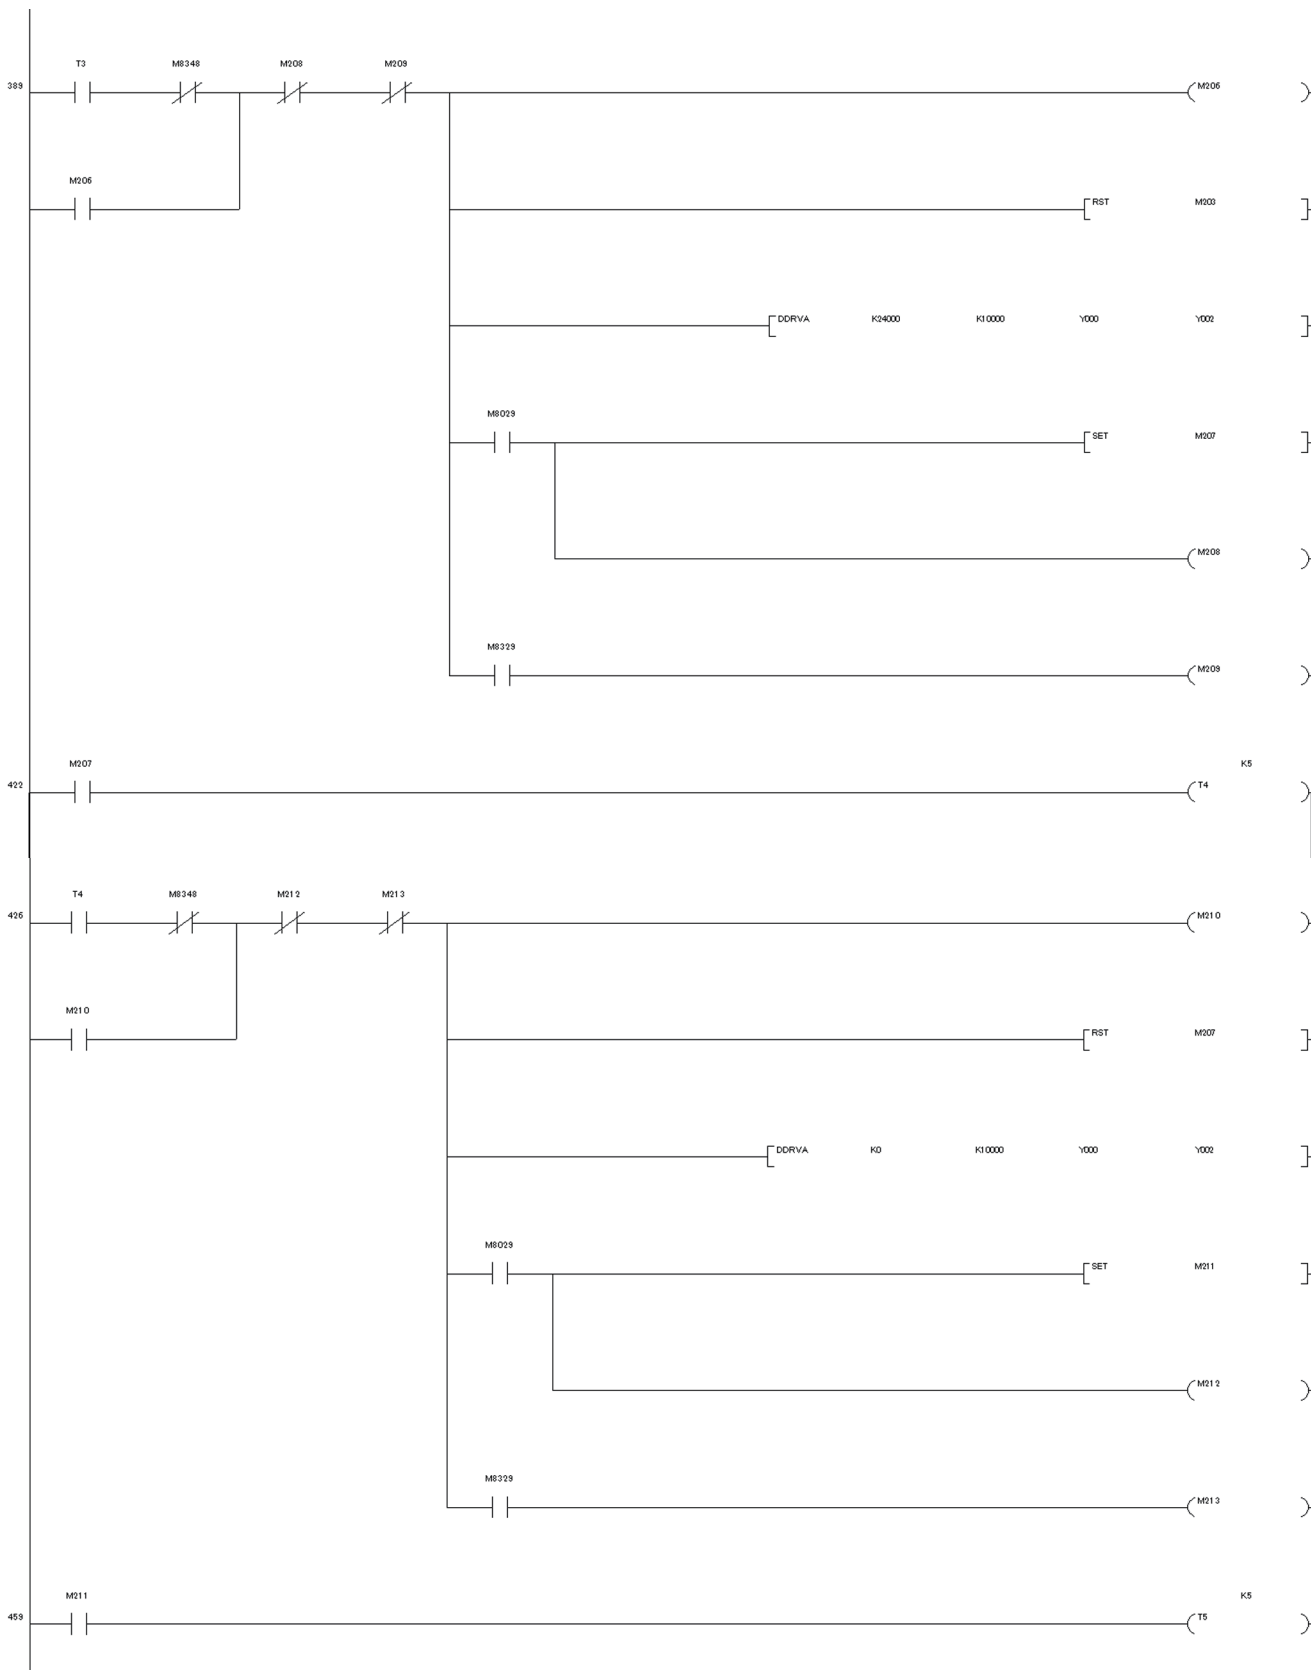 T3 M8348 M208 M209
389 M206
M206
RST M203
DDRVA K24000 K10000 Y000 Y002
M8029
SET M207
M208
M8329
M209
M207 K5
422 T4
T4 M8348 M212 M213
426 M210
M210
RST M207
DDRVA K0 K10000 Y000 Y002
M8029
SET M211
M212
M8329
M213
M211 K5
459 T5